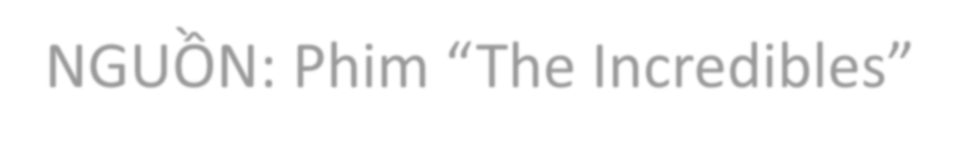 NGUỒN: Phim “The Incredibles”